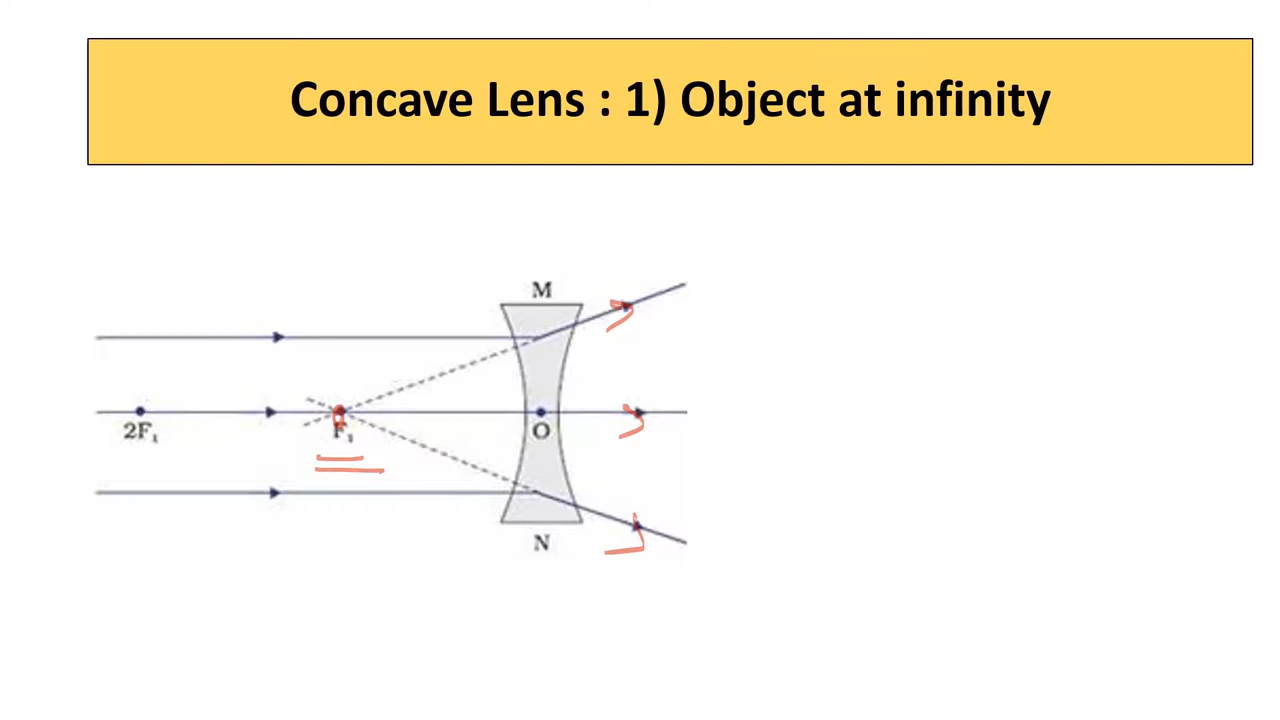 Concave Lens : 1) Object at infinity
M
2F₁
F₁
O
N